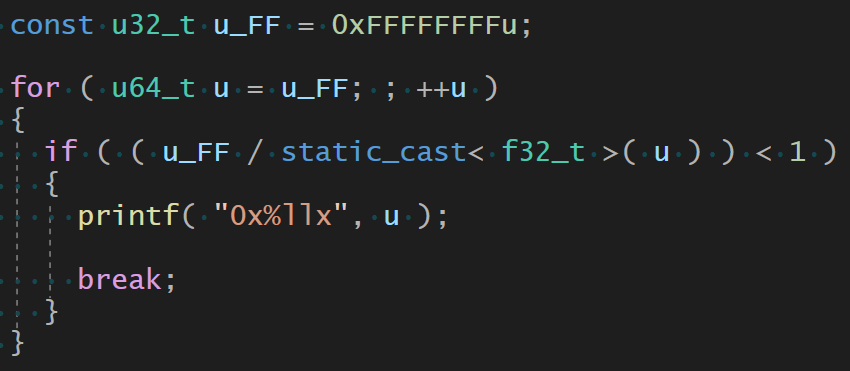 const u32_t u_FF = 0xFFFFFFFFu;
for ( u64_t u = u_FF; ; ++u )
{
if ( ( u_FF / static_cast< f32_t >( u ) ) < 1 )
{
printf( "0x%llx", u );
break;
}
}